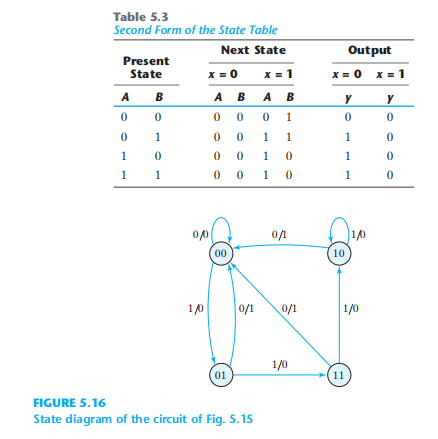 Table 5.3
Second Form of the State Table
Next State Output
Present
State
x = 0 x = 1 x = 0 x = 1
A B A B A B y y
0 0 0 0 0 1 0 0
0 1 0 0 1 1 1 0
1 0 0 0 1 0 1 0
1 1 0 0 1 0 1 0
0/0 0/1 1/0
00 10
1/0 0/1 0/1 1/0
1/0
01 11
FIGURE 5.16
State diagram of the circuit of Fig. 5.15